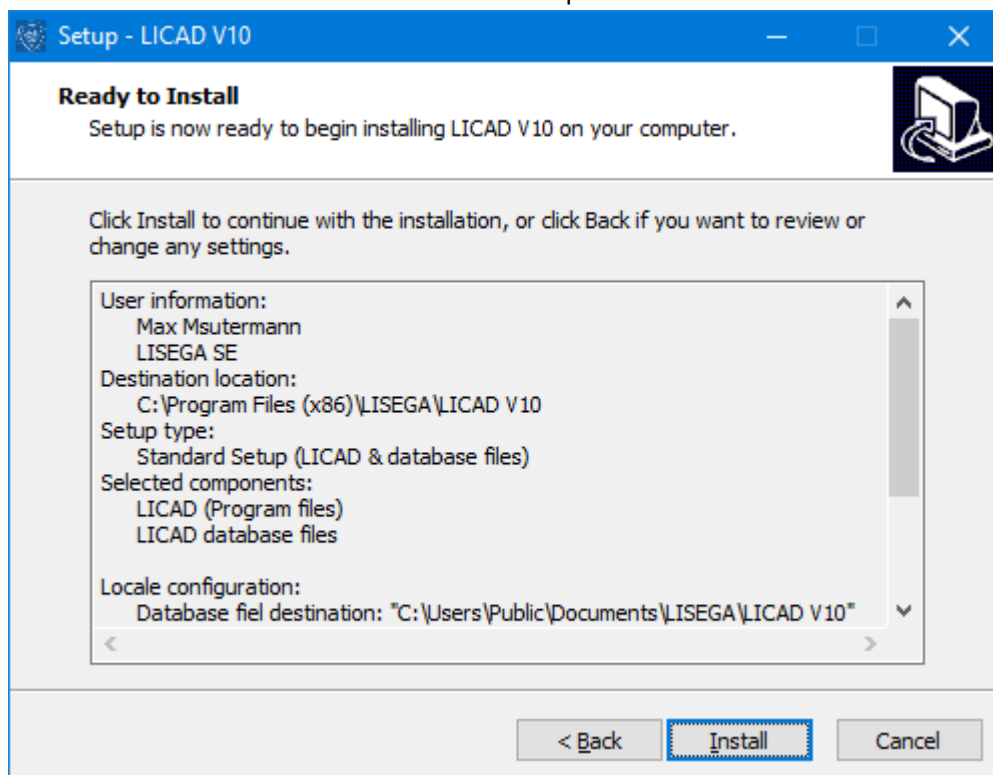 Setup - LICAD V10
Ready to Install
Setup is now ready to begin installing LICAD V10 on your computer.
Click Install to continue with the installation, or click Back if you want to review or
change any settings.
User information:
Max Msutermann
LISEGA SE
Destination location:
C:\Program Files (x86)\LISEGA\LICAD V10
Setup type:
Standard Setup (LICAD & database files)
Selected components:
LICAD (Program files)
LICAD database files
Locale configuration:
Database fiel destination: "C:\Users\Public\Documents\LISEGA\LICAD V10"
< Back
Install
Cancel